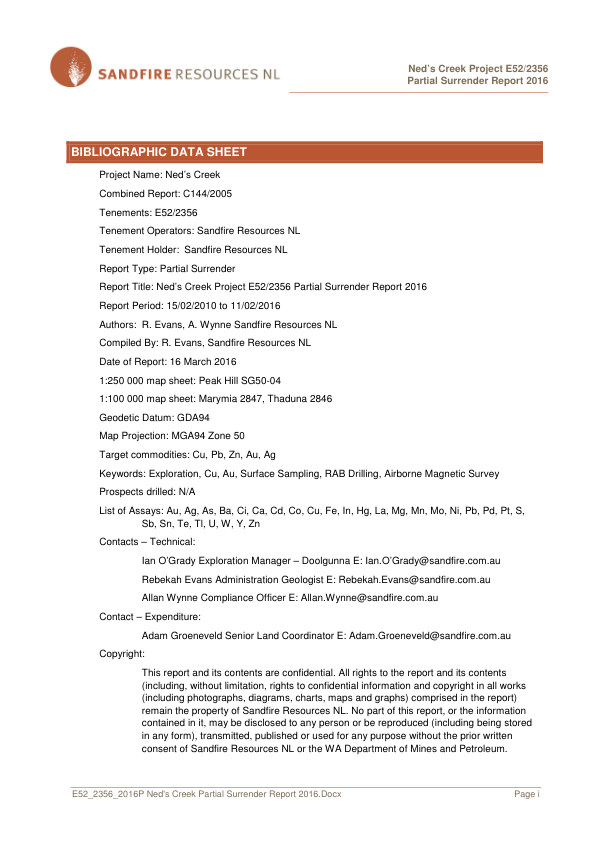 SANDFIRE RESOURCES NL
Ned's Creek Project E52/2356
Partial Surrender Report 2016
BIBLIOGRAPHIC DATA SHEET
Project Name: Ned's Creek
Combined Report: C144/2005
Tenements: E52/2356
Tenement Operators: Sandfire Resources NL
Tenement Holder:  Sandfire Resources NL
Report Type: Partial Surrender
Report Title: Ned's Creek Project E52/2356 Partial Surrender Report 2016
Report Period: 15/02/2010 to 11/02/2016
Authors:  R. Evans, A. Wynne Sandfire Resources NL
Compiled By: R. Evans, Sandfire Resources NL
Date of Report: 16 March 2016
1:250 000 map sheet: Peak Hill SG50-04
1:100 000 map sheet: Marymia 2847, Thaduna 2846
Geodetic Datum: GDA94
Map Projection: MGA94 Zone 50
Target commodities: Cu, Pb, Zn, Au, Ag
Keywords: Exploration, Cu, Au, Surface Sampling, RAB Drilling, Airborne Magnetic Survey
Prospects drilled: N/A
List of Assays: Au, Ag, As, Ba, Ci, Ca, Cd, Co, Cu, Fe, In, Hg, La, Mg, Mn, Mo, Ni, Pb, Pd, Pt, S,
Sb, Sn, Te, Tl, U, W, Y, Zn
Contacts – Technical:
Ian O'Grady Exploration Manager – Doolgunna E: Ian.O'Grady@sandfire.com.au
Rebekah Evans Administration Geologist E: Rebekah.Evans@sandfire.com.au
Allan Wynne Compliance Officer E: Allan.Wynne@sandfire.com.au
Contact – Expenditure:
Adam Groeneveld Senior Land Coordinator E: Adam.Groeneveld@sandfire.com.au
Copyright:
This report and its contents are confidential. All rights to the report and its contents
(including, without limitation, rights to confidential information and copyright in all works
(including photographs, diagrams, charts, maps and graphs) comprised in the report)
remain the property of Sandfire Resources NL. No part of this report, or the information
contained in it, may be disclosed to any person or be reproduced (including being stored
in any form), transmitted, published or used for any purpose without the prior written
consent of Sandfire Resources NL or the WA Department of Mines and Petroleum.
E52_2356_2016P Ned's Creek Partial Surrender Report 2016.Docx
Page i